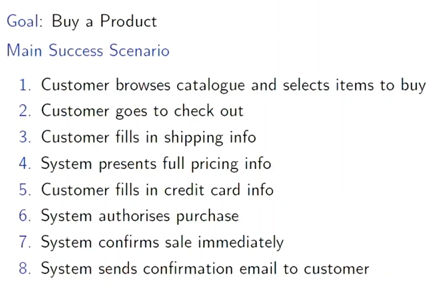 Goal: Buy a Product
Main Success Scenario
1. Customer browses catalogue and selects items to buy
2. Customer goes to check out
3. Customer fills in shipping info
4. System presents full pricing info
5. Customer fills in credit card info
6. System authorises purchase
7. System confirms sale immediately
8. System sends confirmation email to customer